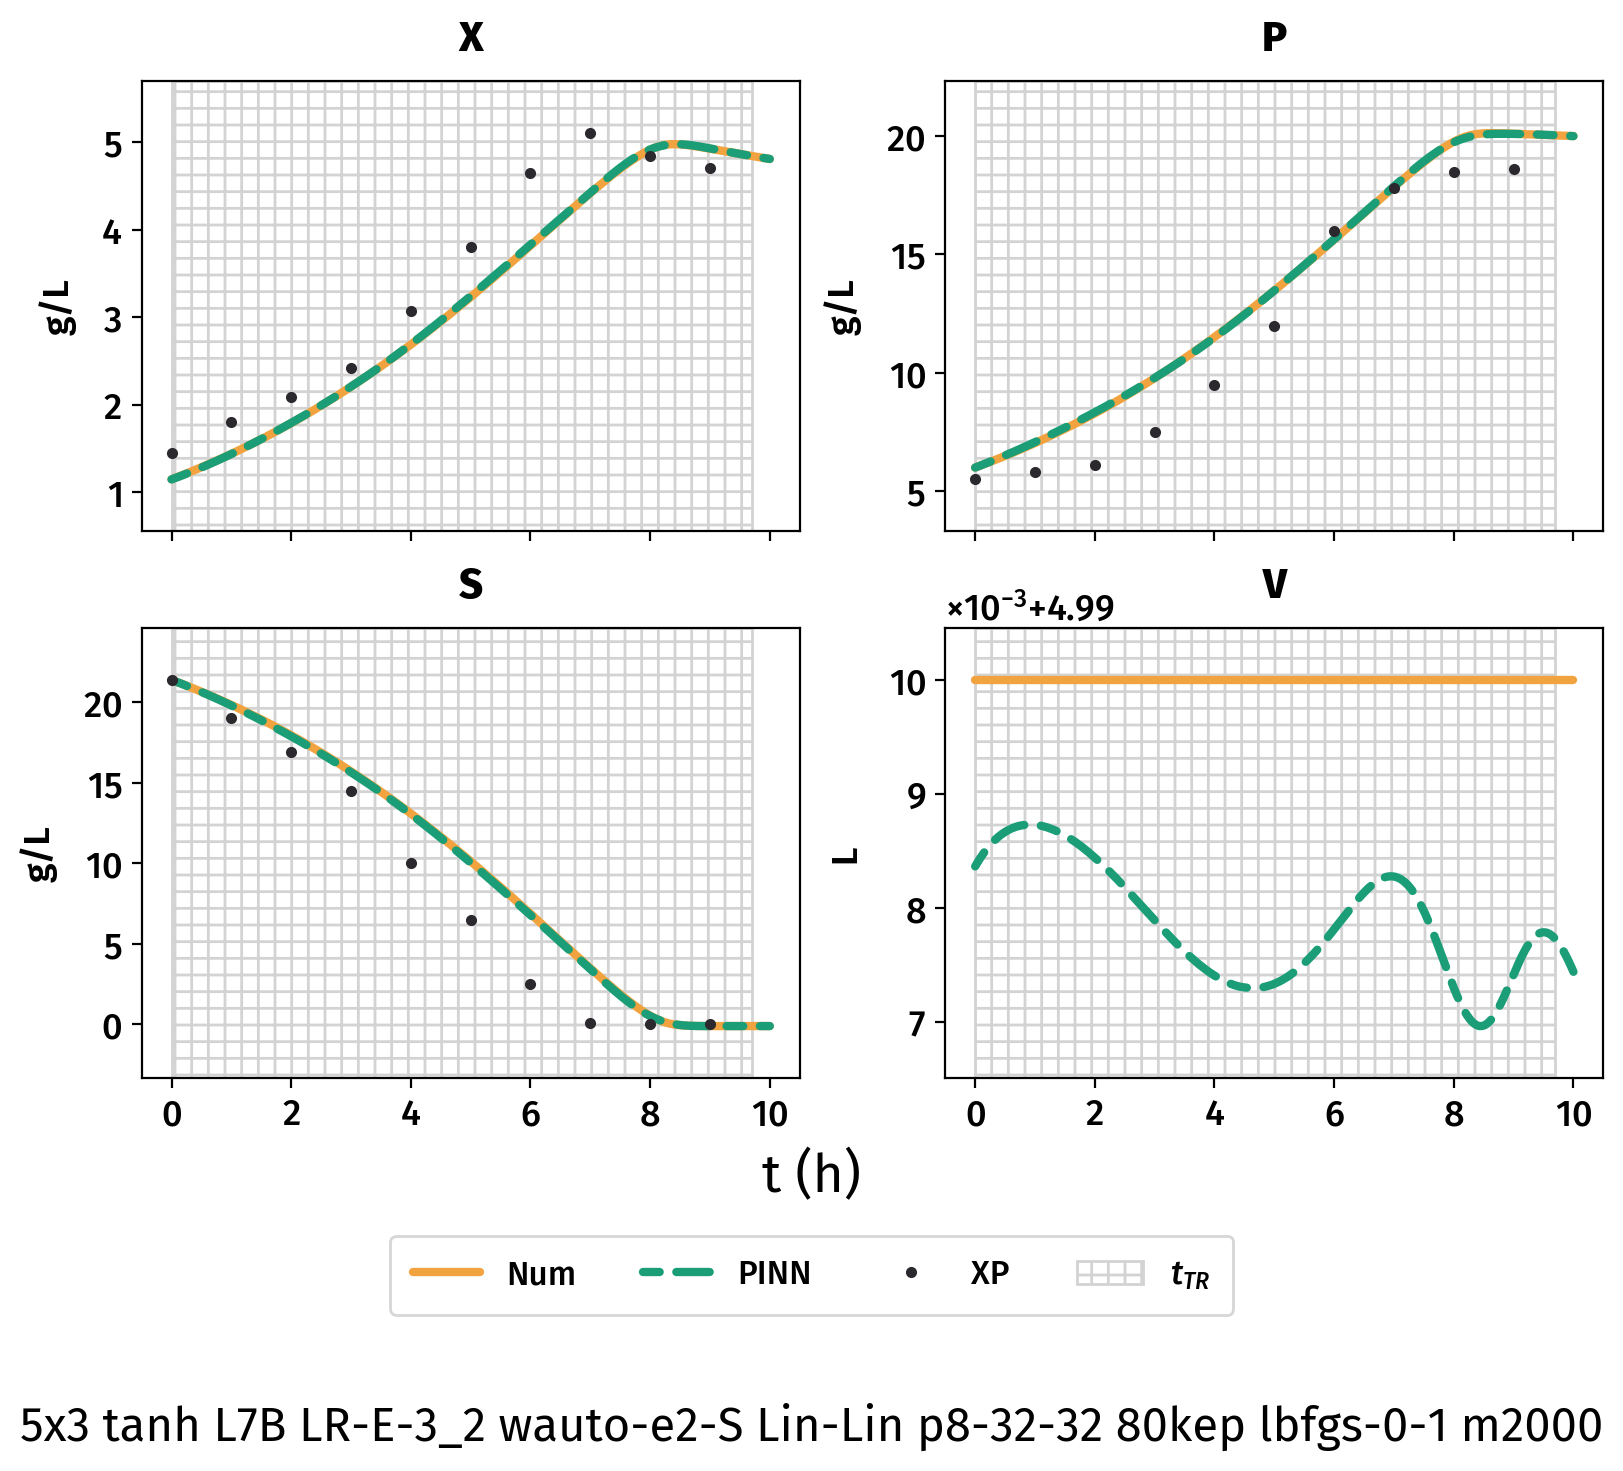 X
P
g/L
5
4
3
2
1
g/L
20
15
10
5
S
V
×10⁻³+4.99
g/L
20
15
10
5
0
L
10
9
8
7
0 2 4 6 8 10
0 2 4 6 8 10
t (h)
Num PINN XP t_TR
5x3 tanh L7B LR-E-3_2 wauto-e2-S Lin-Lin p8-32-32 80kep lbfgs-0-1 m2000